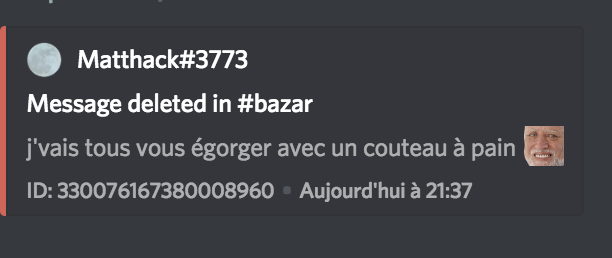 Matthack#3773
Message deleted in #bazar
j'vais tous vous égorger avec un couteau à pain
ID: 330076167380008960 • Aujourd'hui à 21:37